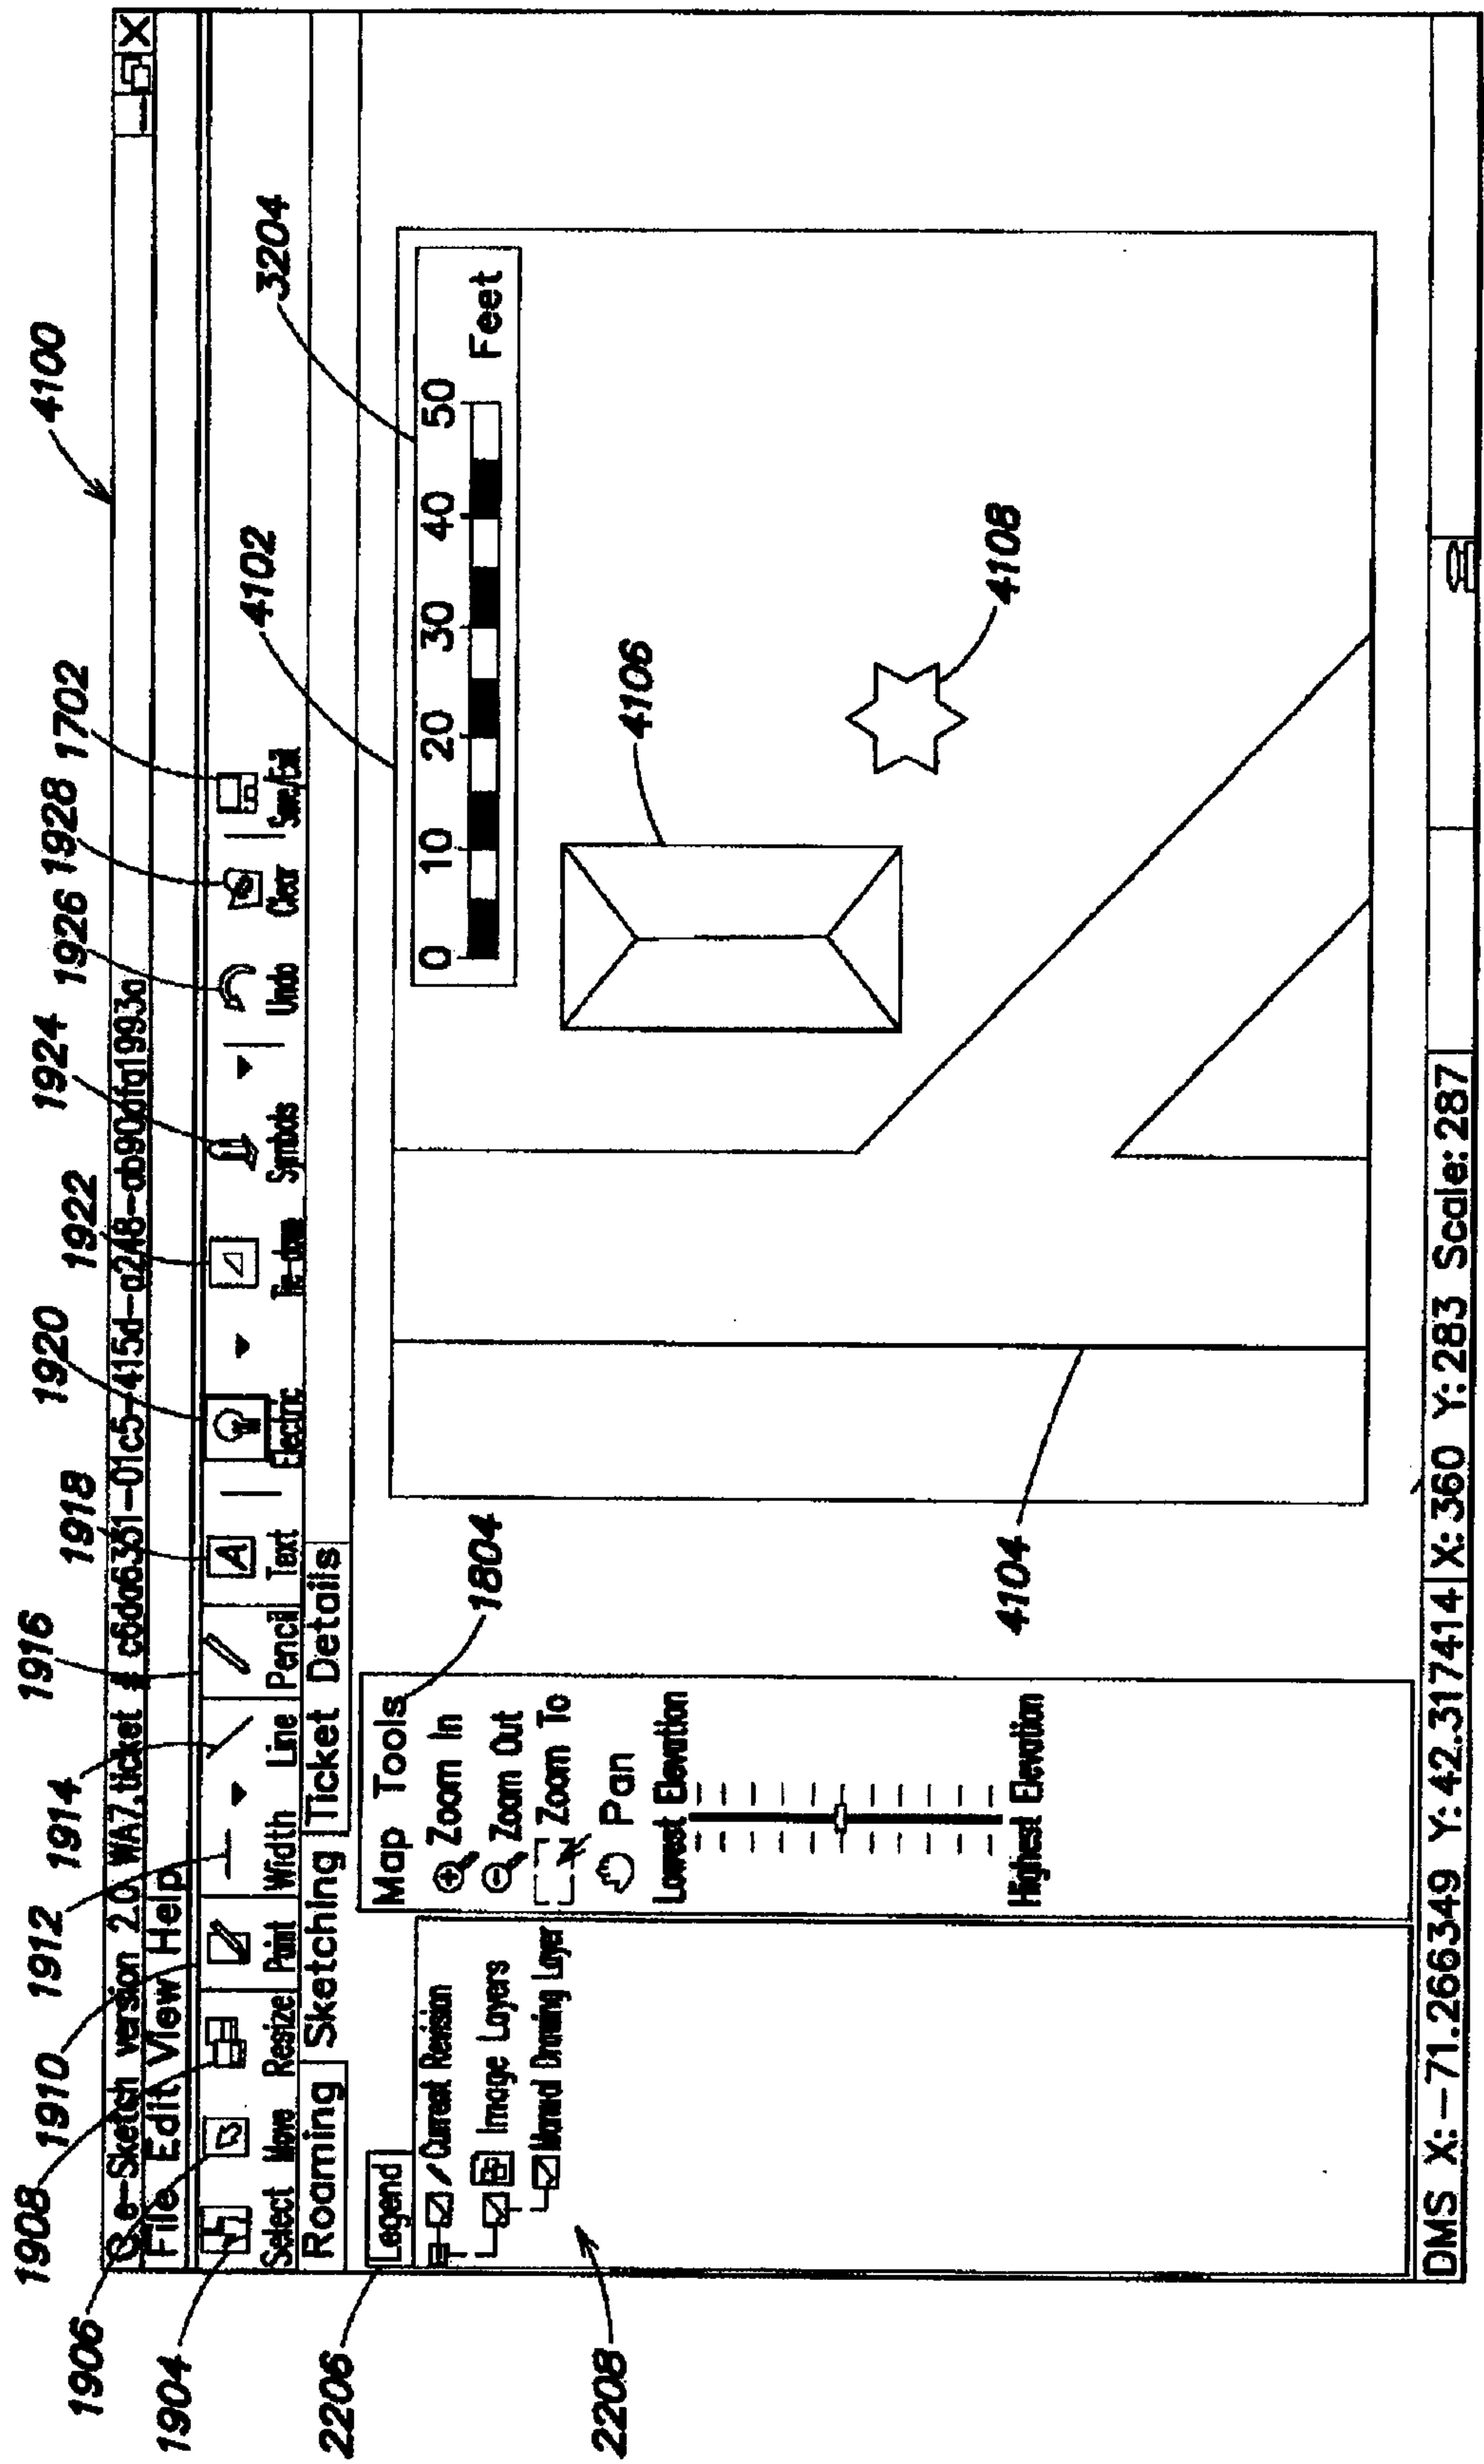 4100
1908 1910 1912 1914 1916 1918 1920 1922 1924 1926 1928 1702
1906
1904
e-Sketch version 2.0 WA7.ticket # c6da6331-01c5-415d-a248-ab90dfa1993a
File Edit View Help
Select Move Resize Point Width Line Pencil Text Electric Tie-down Symbols Undo Clear Save/Exit
Roaming Sketching Ticket Details
4102
3204
2206
Legend
Current Revision
Image Layers
Manual Drawing Layer
2208
Map Tools
1804
Zoom In
Zoom Out
Zoom To
Pan
Lowest Elevation
Highest Elevation
0 10 20 30 40 50
Feet
4106
4108
4104
DMS X:-71.266349 Y:42.317414 X:360 Y:283 Scale:287